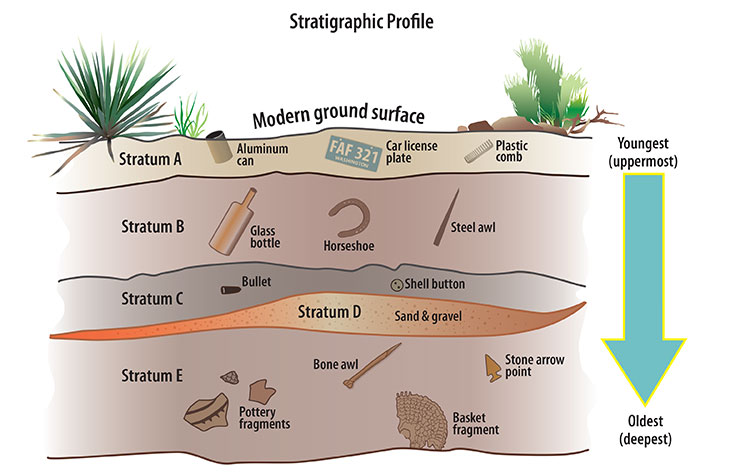 Stratigraphic Profile
Modern ground surface
Stratum A
Aluminum
can
FAF 321
WASHINGTON
Car license
plate
Plastic
comb
Youngest
(uppermost)
Stratum B
Glass
bottle
Horseshoe
Steel awl
Stratum C
Bullet
Shell button
Stratum D
Sand & gravel
Stratum E
Bone awl
Stone arrow
point
Pottery
fragments
Basket
fragment
Oldest
(deepest)